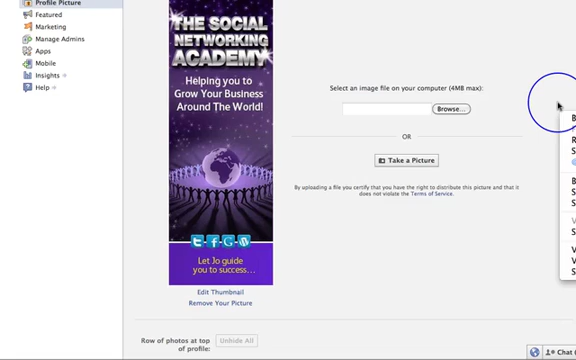 Profile Picture
Featured
Marketing
Manage Admins
Apps
Mobile
Insights
Help
THE SOCIAL
NETWORKING
ACADEMY
Helping you to
Grow Your Business
Around The World!
Let Jo guide
you to success...
Edit Thumbnail
Remove Your Picture
Select an image file on your computer (4MB max):
Browse...
OR
Take a Picture
By uploading a file you certify that you have the right to distribute this picture and that it
does not violate the Terms of Service.
Row of photos at top
of profile:
Unhide All
Chat